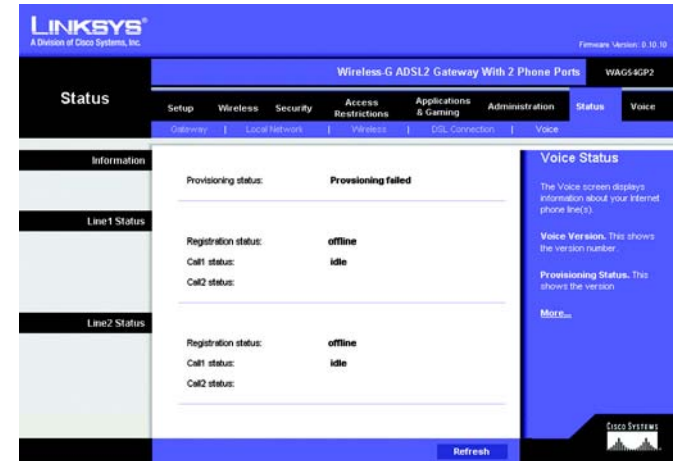 LINKSYS®
A Division of Cisco Systems, Inc.
Firmware Version: 0.10.10
Wireless-G ADSL2 Gateway With 2 Phone Ports WAG54GP2
Status
Setup Wireless Security Access Restrictions Applications & Gaming Administration Status Voice
Gateway | Local Network | Wireless | DSL Connection | Voice
Information
Provisioning status: Provsioning failed
Line1 Status
Registration status: offline
Call1 status: idle
Call2 status:
Line2 Status
Registration status: offline
Call1 status: idle
Call2 status:
Voice Status
The Voice screen displays
information about your internet
phone line(s).
Voice Version. This shows
the version number.
Provisioning Status. This
shows the version
More...
Refresh
CISCO SYSTEMS